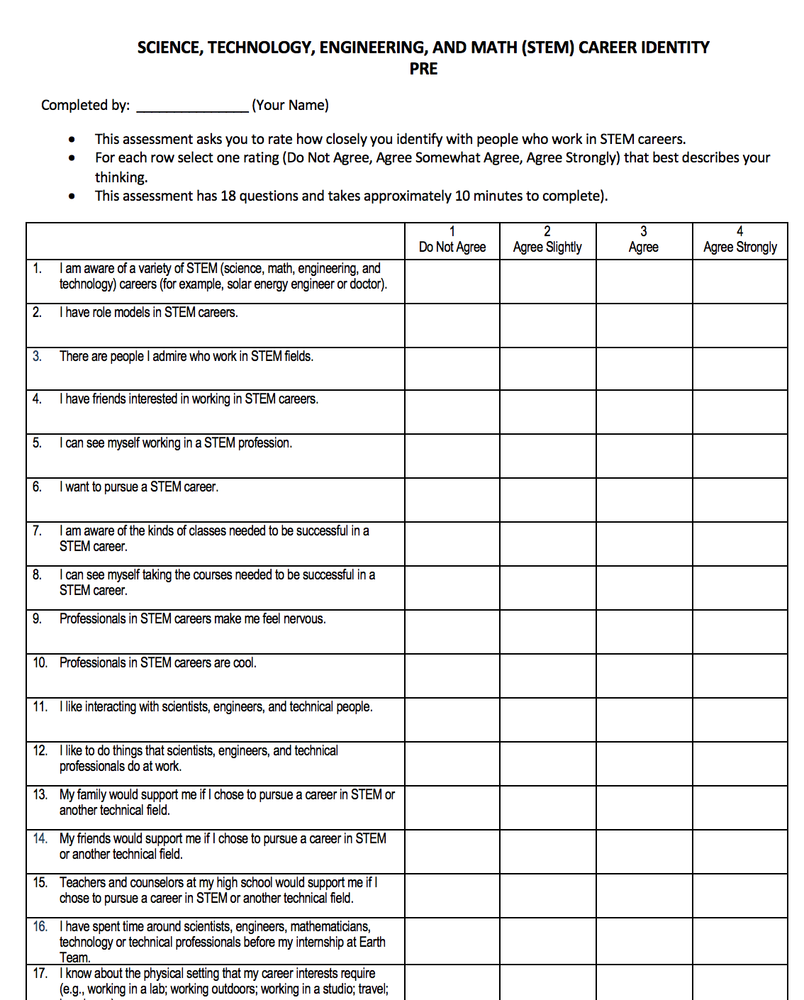 SCIENCE, TECHNOLOGY, ENGINEERING, AND MATH (STEM) CAREER IDENTITY
PRE
Completed by: _______________ (Your Name)
• This assessment asks you to rate how closely you identify with people who work in STEM careers.
• For each row select one rating (Do Not Agree, Agree Somewhat Agree, Agree Strongly) that best describes your
thinking.
• This assessment has 18 questions and takes approximately 10 minutes to complete).
1 2 3 4
Do Not Agree Agree Slightly Agree Agree Strongly
1. I am aware of a variety of STEM (science, math, engineering, and
technology) careers (for example, solar energy engineer or doctor).
2. I have role models in STEM careers.
3. There are people I admire who work in STEM fields.
4. I have friends interested in working in STEM careers.
5. I can see myself working in a STEM profession.
6. I want to pursue a STEM career.
7. I am aware of the kinds of classes needed to be successful in a
STEM career.
8. I can see myself taking the courses needed to be successful in a
STEM career.
9. Professionals in STEM careers make me feel nervous.
10. Professionals in STEM careers are cool.
11. I like interacting with scientists, engineers, and technical people.
12. I like to do things that scientists, engineers, and technical
professionals do at work.
13. My family would support me if I chose to pursue a career in STEM or
another technical field.
14. My friends would support me if I chose to pursue a career in STEM
or another technical field.
15. Teachers and counselors at my high school would support me if I
chose to pursue a career in STEM or another technical field.
16. I have spent time around scientists, engineers, mathematicians,
technology or technical professionals before my internship at Earth
Team.
17. I know about the physical setting that my career interests require
(e.g., working in a lab; working outdoors; working in a studio; travel;